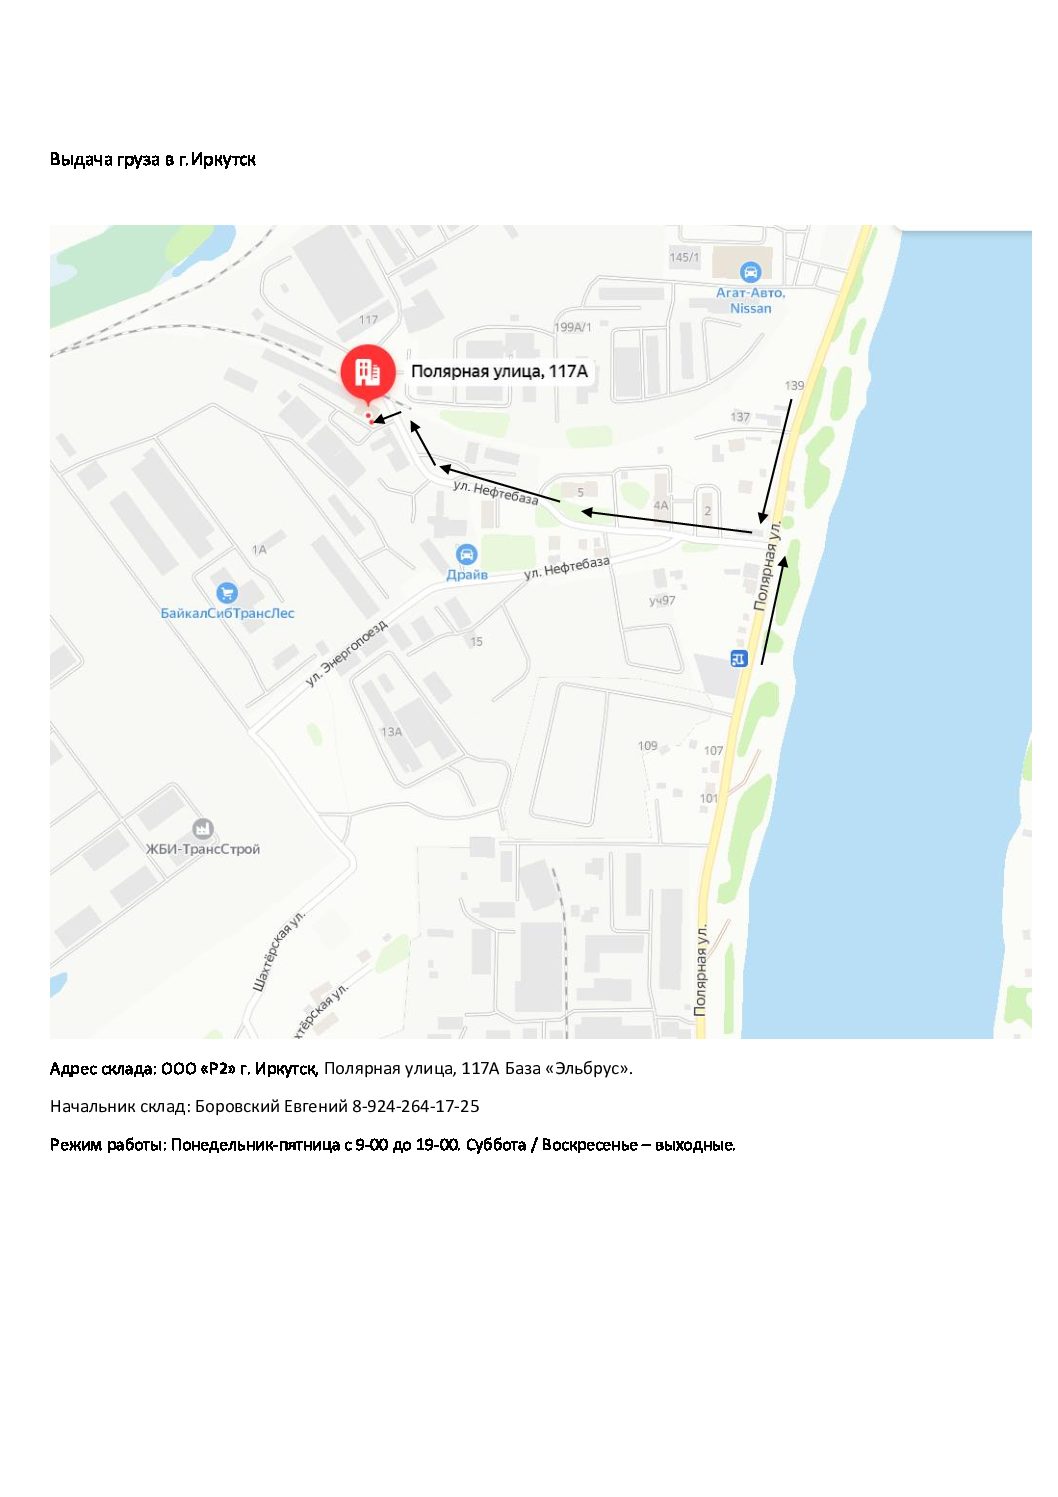 Выдача груза в г.Иркутск
145/1
Агат-Авто,
Nissan
117
199А/1
Полярная улица, 117А
139
137
ул. Нефтебаза
5
4А
2
Полярная ул.
1А
Драйв
ул. Нефтебаза
БайкалСибТрансЛес
уч97
ул. Энергопоезд
15
13А
109
107
101
ЖБИ-ТрансСтрой
Шахтёрская ул.
Полярная ул.
хтёрская ул.
Адрес склада: ООО «Р2» г. Иркутск, Полярная улица, 117А База «Эльбрус».
Начальник склад: Боровский Евгений 8-924-264-17-25
Режим работы: Понедельник-пятница с 9-00 до 19-00. Суббота / Воскресенье – выходные.